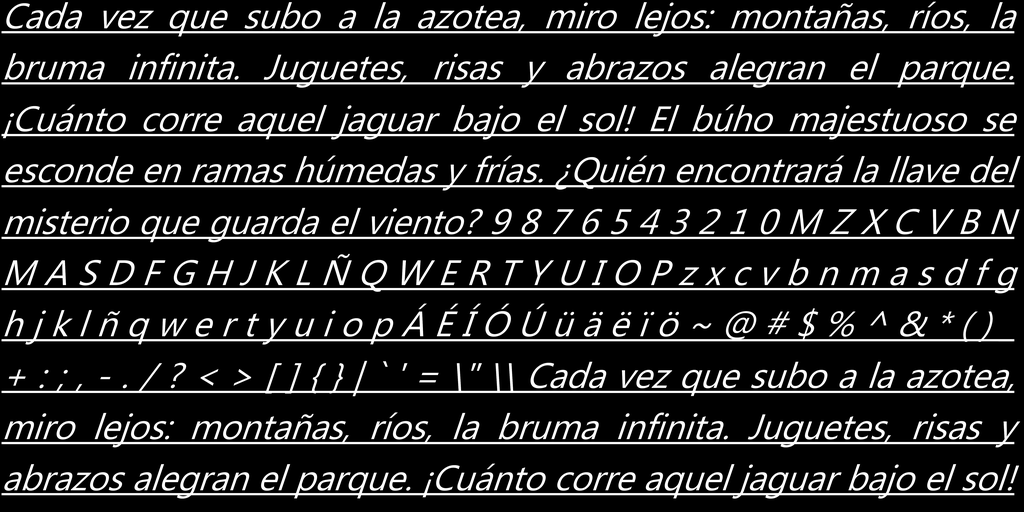 Cada vez que subo a la azotea, miro lejos: montañas, ríos, la
bruma infinita. Juguetes, risas y abrazos alegran el parque.
¡Cuánto corre aquel jaguar bajo el sol! El búho majestuoso se
esconde en ramas húmedas y frías. ¿Quién encontrará la llave del
misterio que guarda el viento? 9 8 7 6 5 4 3 2 1 0 M Z X C V B N
M A S D F G H J K L Ñ Q W E R T Y U I O P z x c v b n m a s d f g
h j k l ñ q w e r t y u i o p Á É Í Ó Ú ü ä ë ï ö ~ @ # $ % ^ & * ( ) _
+ : ; , - . / ? < > [ ] { } | ` ' = \" \\ Cada vez que subo a la azotea,
miro lejos: montañas, ríos, la bruma infinita. Juguetes, risas y
abrazos alegran el parque. ¡Cuánto corre aquel jaguar bajo el sol!